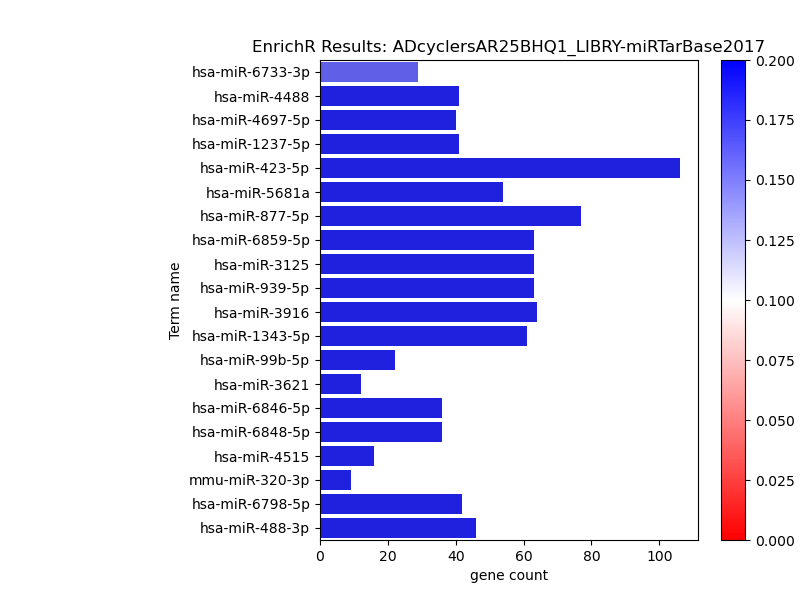 EnrichR Results: ADcyclersAR25BHQ1_LIBRY-miRTarBase2017
hsa-miR-6733-3p
hsa-miR-4488
hsa-miR-4697-5p
hsa-miR-1237-5p
hsa-miR-423-5p
hsa-miR-5681a
hsa-miR-877-5p
hsa-miR-6859-5p
hsa-miR-3125
hsa-miR-939-5p
hsa-miR-3916
hsa-miR-1343-5p
hsa-miR-99b-5p
hsa-miR-3621
hsa-miR-6846-5p
hsa-miR-6848-5p
hsa-miR-4515
mmu-miR-320-3p
hsa-miR-6798-5p
hsa-miR-488-3p
Term name
0 20 40 60 80 100
gene count
0.200
0.175
0.150
0.125
0.100
0.075
0.050
0.025
0.000